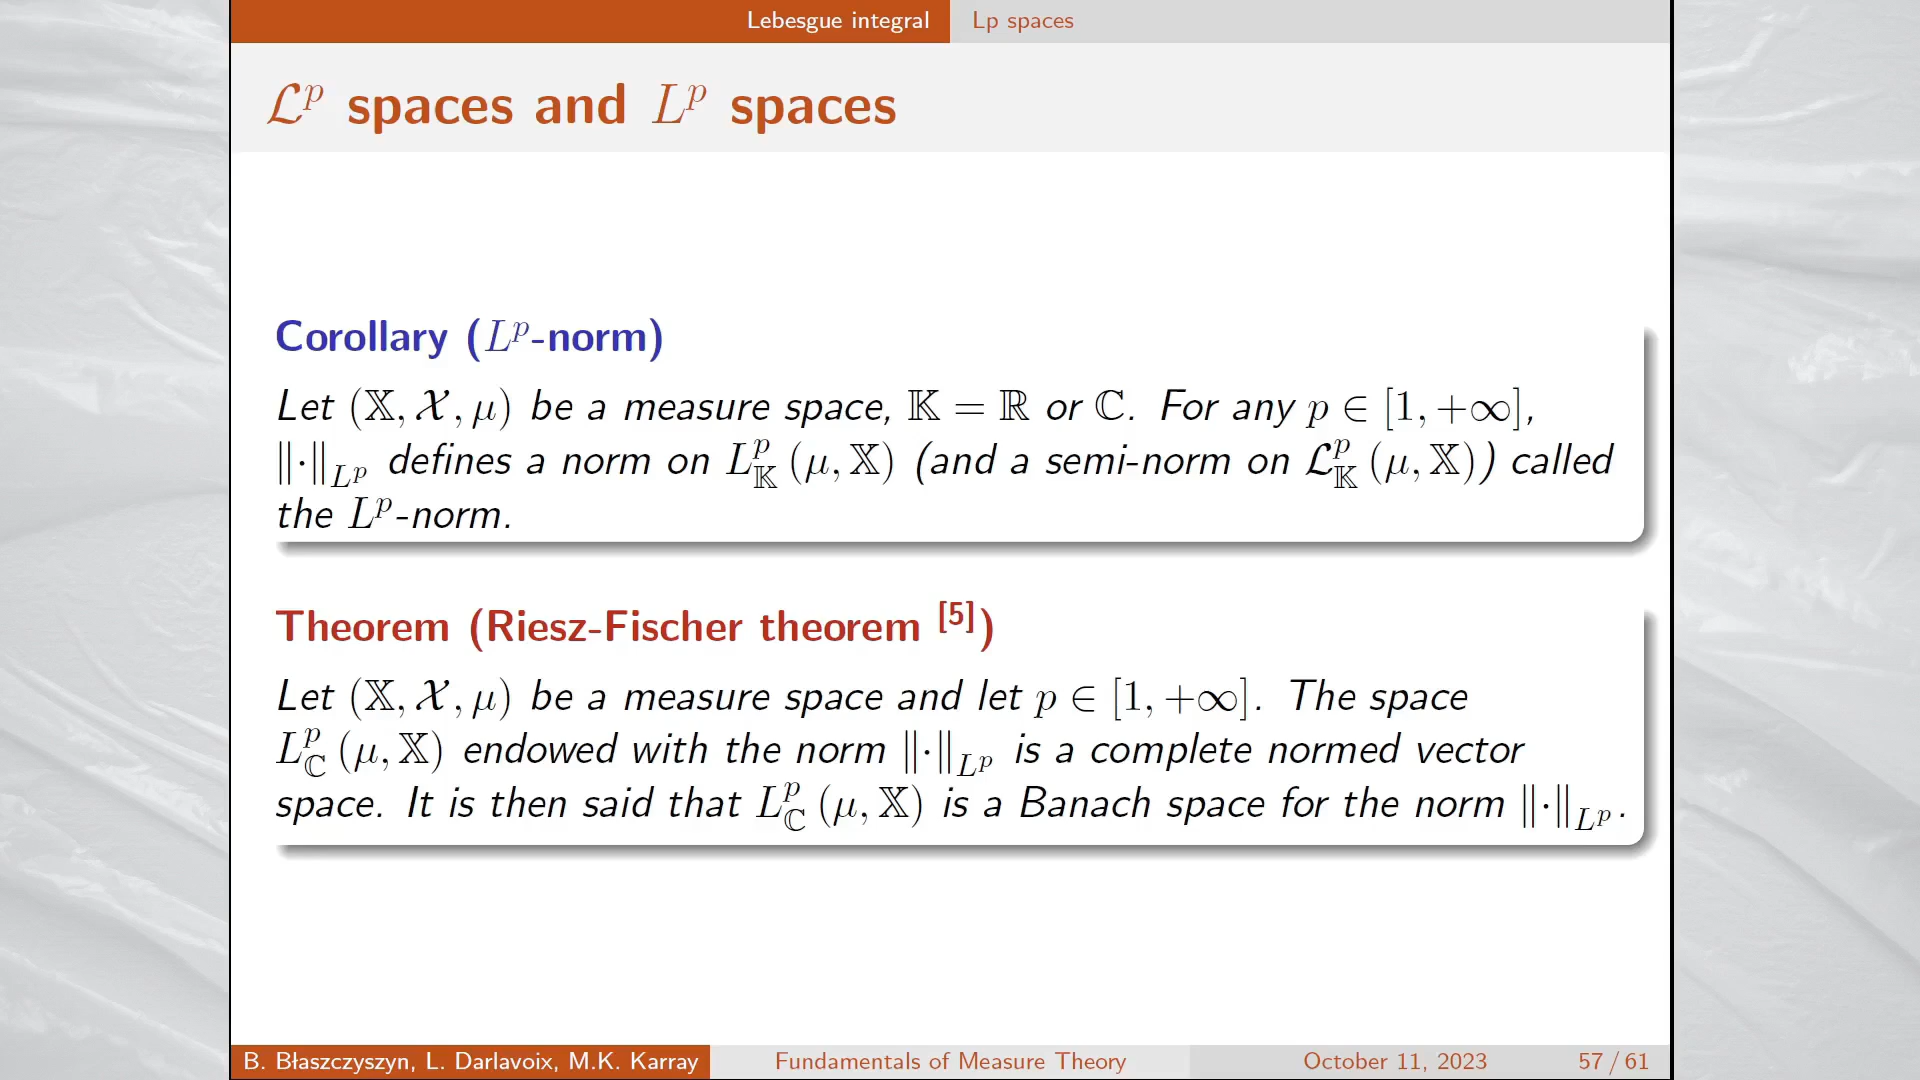 Lebesgue integral Lp spaces
𝓛^p spaces and L^p spaces
Corollary (L^p-norm)
Let (𝕏, 𝒳, μ) be a measure space, 𝕂 = ℝ or ℂ. For any p ∈ [1, +∞],
‖·‖_{L^p} defines a norm on L^p_𝕂 (μ, 𝕏) (and a semi-norm on 𝓛^p_𝕂 (μ, 𝕏)) called
the L^p-norm.
Theorem (Riesz-Fischer theorem [5])
Let (𝕏, 𝒳, μ) be a measure space and let p ∈ [1, +∞]. The space
L^p_ℂ (μ, 𝕏) endowed with the norm ‖·‖_{L^p} is a complete normed vector
space. It is then said that L^p_ℂ (μ, 𝕏) is a Banach space for the norm ‖·‖_{L^p}.
B. Błaszczyszyn, L. Darlavoix, M.K. Karray Fundamentals of Measure Theory October 11, 2023 57 / 61